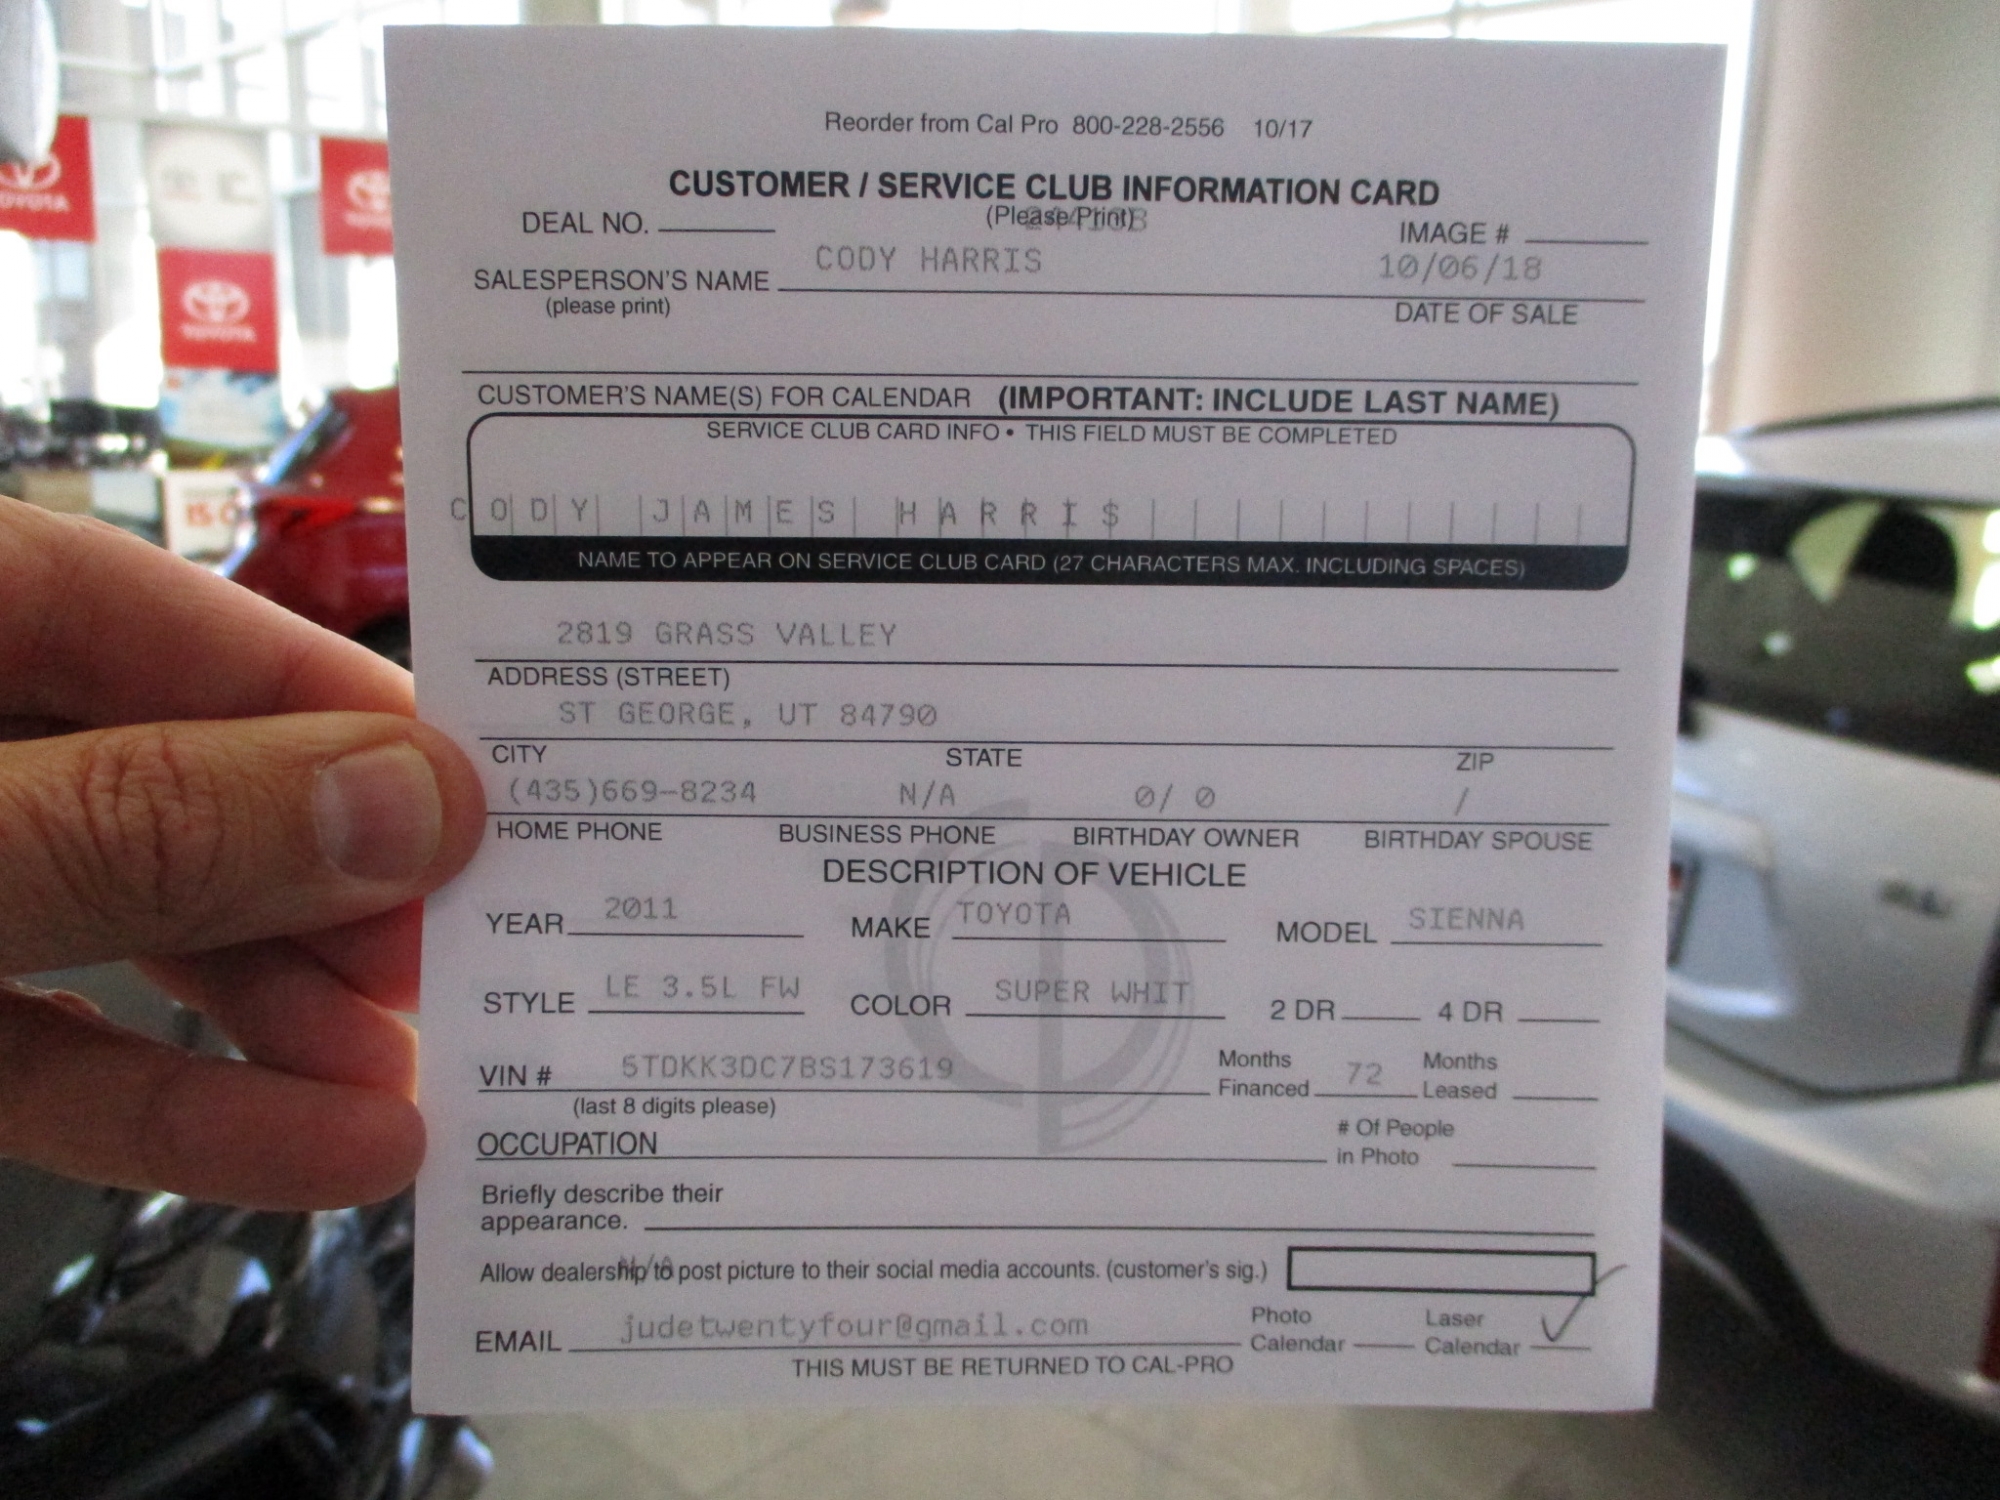 Reorder from Cal Pro 800-228-2556 10/17
CUSTOMER / SERVICE CLUB INFORMATION CARD
DEAL NO. (Please Print) IMAGE #
CODY HARRIS 10/06/18
SALESPERSON'S NAME
(please print) DATE OF SALE
CUSTOMER'S NAME(S) FOR CALENDAR (IMPORTANT: INCLUDE LAST NAME)
SERVICE CLUB CARD INFO • THIS FIELD MUST BE COMPLETED
CODY JAMES HARRIS
NAME TO APPEAR ON SERVICE CLUB CARD (27 CHARACTERS MAX. INCLUDING SPACES)
2819 GRASS VALLEY
ADDRESS (STREET)
ST GEORGE, UT 84790
CITY STATE ZIP
(435)669-8234 N/A 0/ 0 /
HOME PHONE BUSINESS PHONE BIRTHDAY OWNER BIRTHDAY SPOUSE
DESCRIPTION OF VEHICLE
YEAR 2011 MAKE TOYOTA MODEL SIENNA
STYLE LE 3.5L FW COLOR SUPER WHIT 2 DR 4 DR
VIN # 5TDKK3DC7BS173619 Months Financed 72 Months Leased
(last 8 digits please)
OCCUPATION # Of People in Photo
Briefly describe their
appearance.
N/A
Allow dealership to post picture to their social media accounts. (customer's sig.)
EMAIL judetwentyfour@gmail.com Photo Calendar Laser Calendar
THIS MUST BE RETURNED TO CAL-PRO
TOYOTA
TOYOTA
TOYOTA